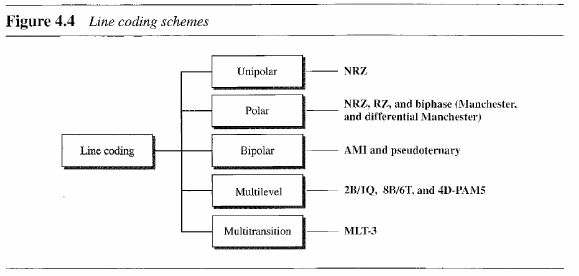 Figure 4.4 Line coding schemes
Unipolar
NRZ
Polar
NRZ, RZ, and biphase (Manchester,
and differential Manchester)
Line coding
Bipolar
AMI and pseudoternary
Multilevel
2B/1Q, 8B/6T, and 4D-PAM5
Multitransition
MLT-3